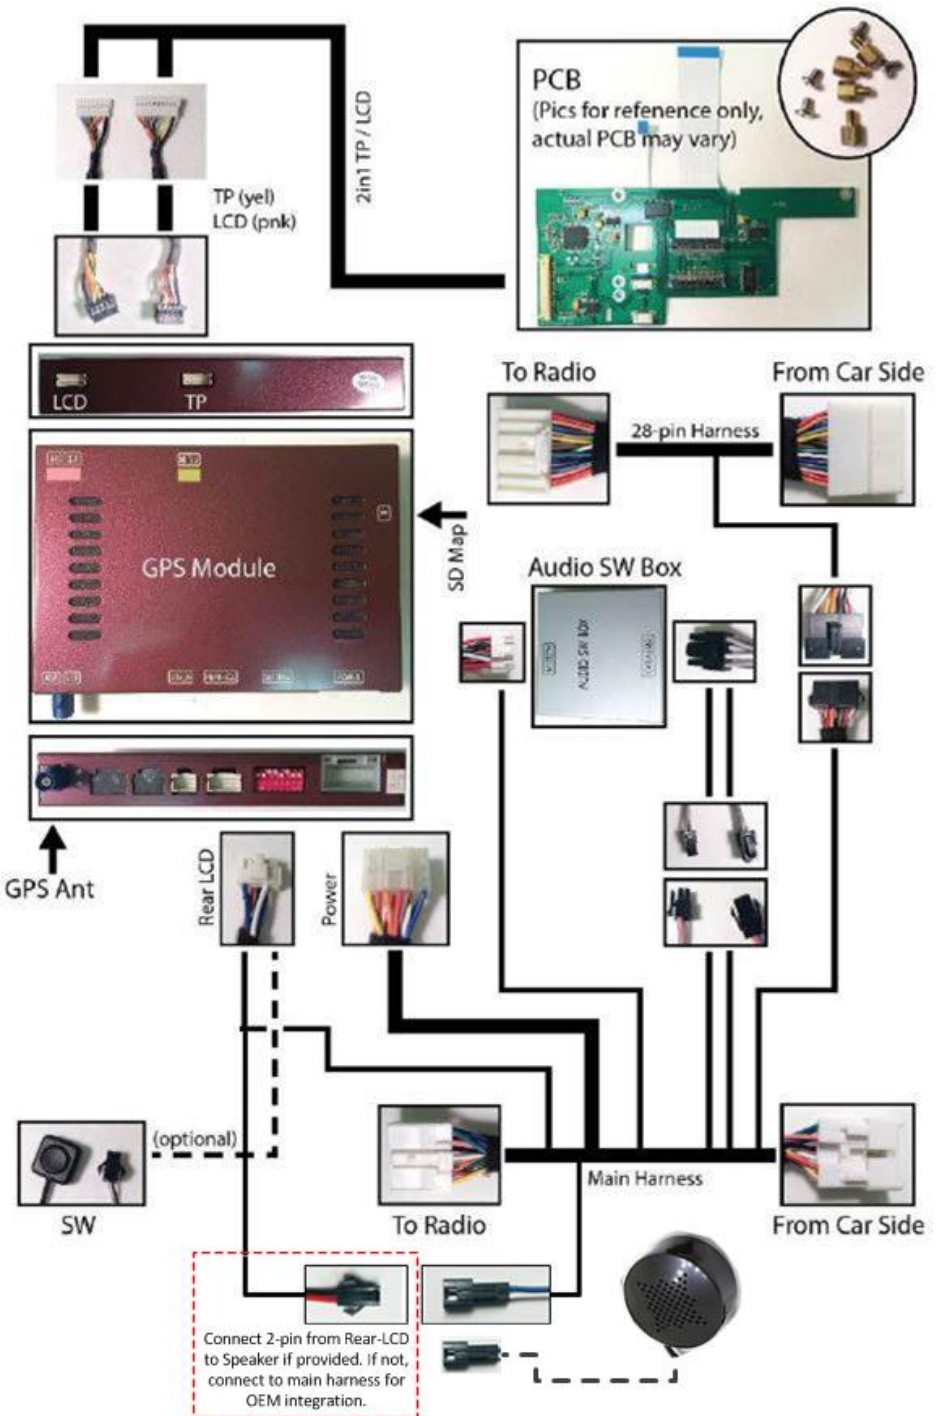 PCB
(Pics for refenence only,
actual PCB may vary)
2in1 TP / LCD
TP (yel)
LCD (pnk)
LCD
TP
To Radio
From Car Side
28-pin Harness
SD Map
GPS Module
Audio SW Box
AUDIO SW BOX
GPS Ant
Rear LCD
Power
(optional)
SW
Main Harness
To Radio
From Car Side
Connect 2-pin from Rear-LCD
to Speaker if provided. If not,
connect to main harness for
OEM integration.